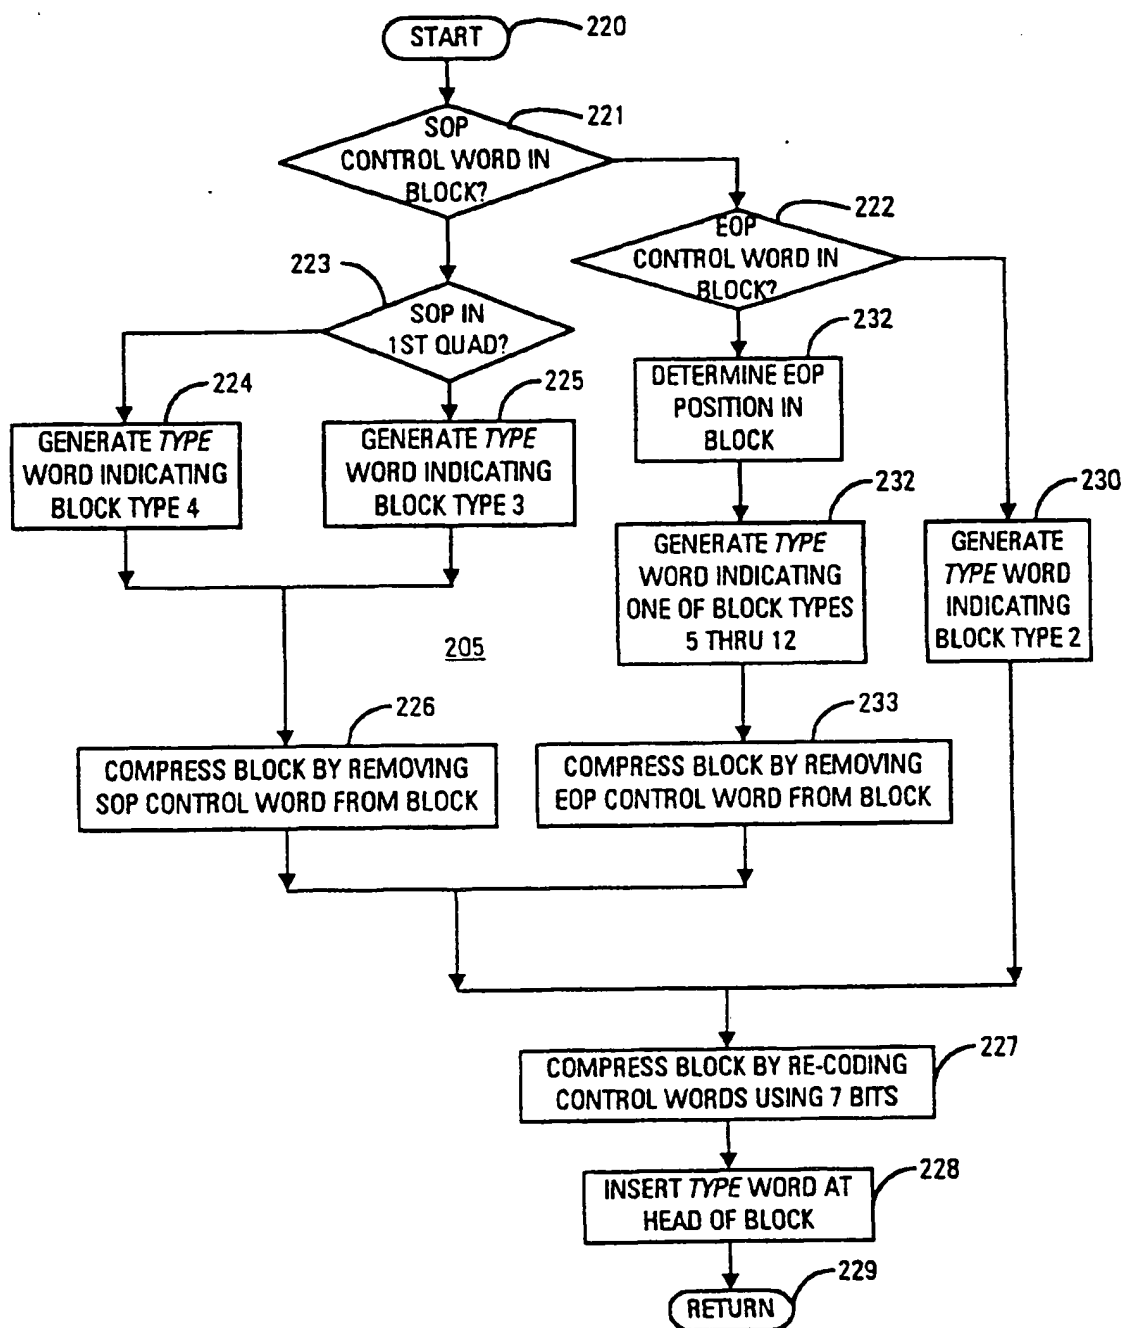 START
220
SOP
CONTROL WORD IN
BLOCK?
221
EOP
CONTROL WORD IN
BLOCK?
222
SOP IN
1ST QUAD?
223
DETERMINE EOP
POSITION IN
BLOCK
232
GENERATE TYPE
WORD INDICATING
BLOCK TYPE 4
224
GENERATE TYPE
WORD INDICATING
BLOCK TYPE 3
225
GENERATE TYPE
WORD INDICATING
ONE OF BLOCK TYPES
5 THRU 12
232
GENERATE
TYPE WORD
INDICATING
BLOCK TYPE 2
230
205
COMPRESS BLOCK BY REMOVING
SOP CONTROL WORD FROM BLOCK
226
COMPRESS BLOCK BY REMOVING
EOP CONTROL WORD FROM BLOCK
233
COMPRESS BLOCK BY RE-CODING
CONTROL WORDS USING 7 BITS
227
INSERT TYPE WORD AT
HEAD OF BLOCK
228
RETURN
229